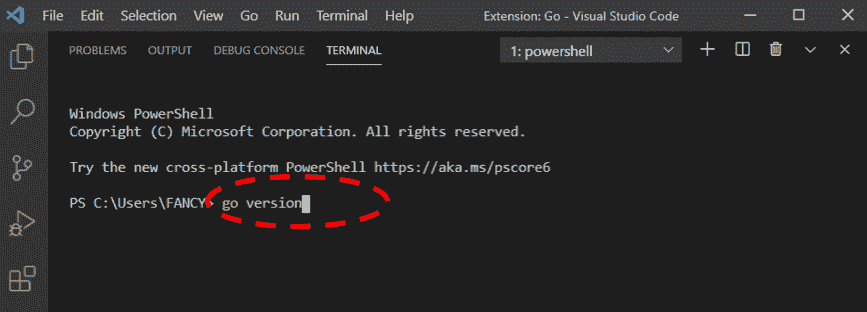 File Edit Selection View Go Run Terminal Help Extension: Go - Visual Studio Code
PROBLEMS OUTPUT DEBUG CONSOLE TERMINAL 1: powershell
Windows PowerShell
Copyright (C) Microsoft Corporation. All rights reserved.
Try the new cross-platform PowerShell https://aka.ms/pscore6
PS C:\Users\FANCY> go version